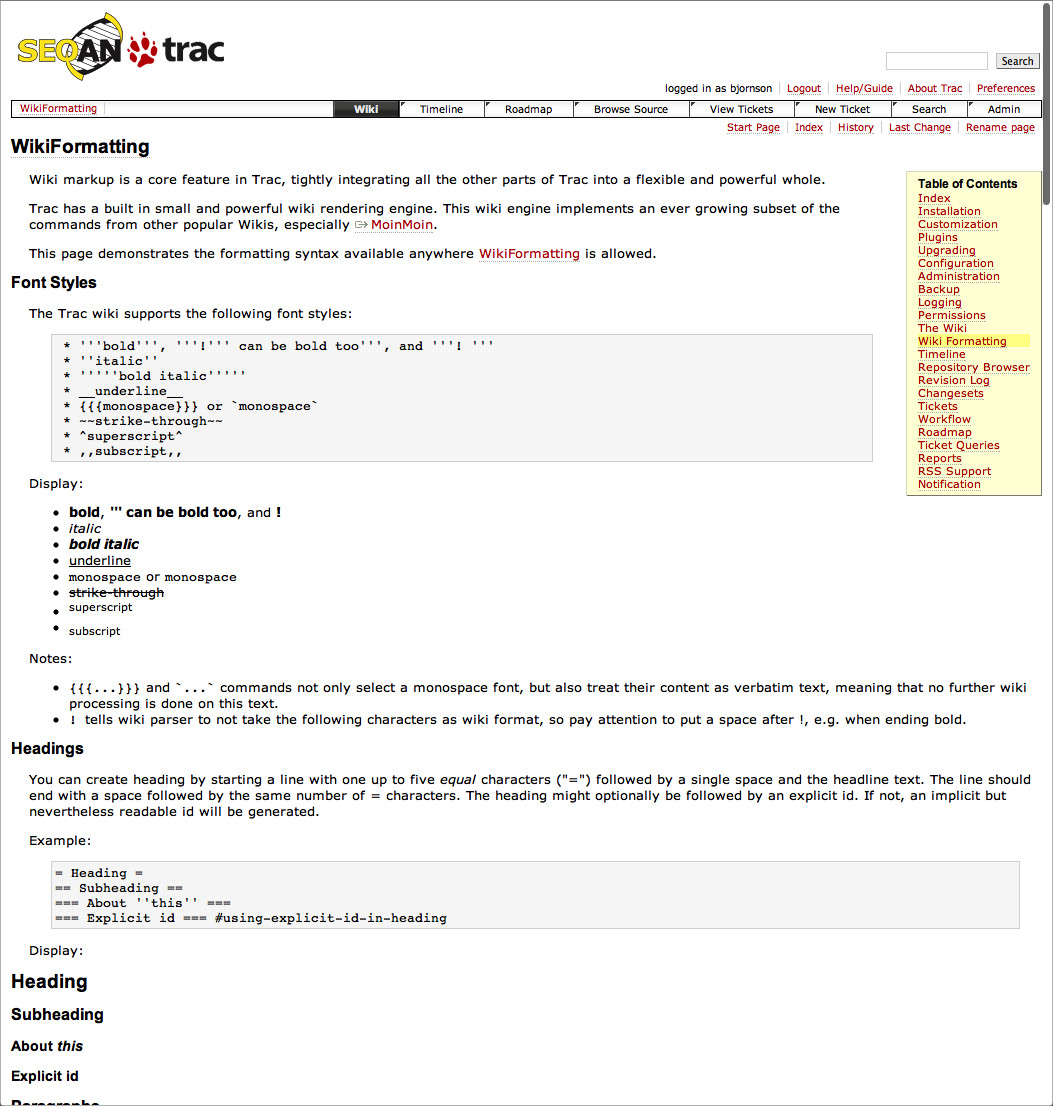 SEQAN trac
Search
logged in as bjornson Logout Help/Guide About Trac Preferences
WikiFormatting Wiki Timeline Roadmap Browse Source View Tickets New Ticket Search Admin
Start Page Index History Last Change Rename page
WikiFormatting
Wiki markup is a core feature in Trac, tightly integrating all the other parts of Trac into a flexible and powerful whole.
Trac has a built in small and powerful wiki rendering engine. This wiki engine implements an ever growing subset of the
commands from other popular Wikis, especially MoinMoin.
This page demonstrates the formatting syntax available anywhere WikiFormatting is allowed.
Table of Contents
Index
Installation
Customization
Plugins
Upgrading
Configuration
Administration
Backup
Logging
Permissions
The Wiki
Wiki Formatting
Timeline
Repository Browser
Revision Log
Changesets
Tickets
Workflow
Roadmap
Ticket Queries
Reports
RSS Support
Notification
Font Styles
The Trac wiki supports the following font styles:
* '''bold''', '''!''' can be bold too''', and '''! '''
* ''italic''
* '''''bold italic'''''
* __underline__
* {{{monospace}}} or `monospace`
* ~~strike-through~~
* ^superscript^
* ,,subscript,,
Display:
• bold, ''' can be bold too, and !
• italic
• bold italic
• underline
• monospace or monospace
• strike-through
• superscript
• subscript
Notes:
• {{{...}}} and `...` commands not only select a monospace font, but also treat their content as verbatim text, meaning that no further wiki
processing is done on this text.
• ! tells wiki parser to not take the following characters as wiki format, so pay attention to put a space after !, e.g. when ending bold.
Headings
You can create heading by starting a line with one up to five equal characters ("=") followed by a single space and the headline text. The line should
end with a space followed by the same number of = characters. The heading might optionally be followed by an explicit id. If not, an implicit but
nevertheless readable id will be generated.
Example:
= Heading =
== Subheading ==
=== About ''this'' ===
=== Explicit id === #using-explicit-id-in-heading
Display:
Heading
Subheading
About this
Explicit id
Paragraphs